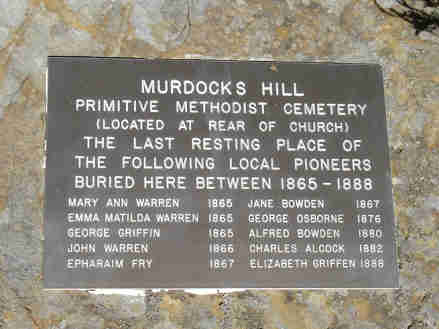 MURDOCKS HILL
PRIMITIVE METHODIST CEMETERY
(LOCATED AT REAR OF CHURCH)
THE LAST RESTING PLACE OF
THE FOLLOWING LOCAL PIONEERS
BURIED HERE BETWEEN 1865-1888
MARY ANN WARREN 1865 JANE BOWDEN 1867
EMMA MATILDA WARREN 1865 GEORGE OSBORNE 1876
GEORGE GRIFFIN 1865 ALFRED BOWDEN 1880
JOHN WARREN 1866 CHARLES ALCOCK 1882
EPHARAIM FRY 1867 ELIZABETH GRIFFEN 1888